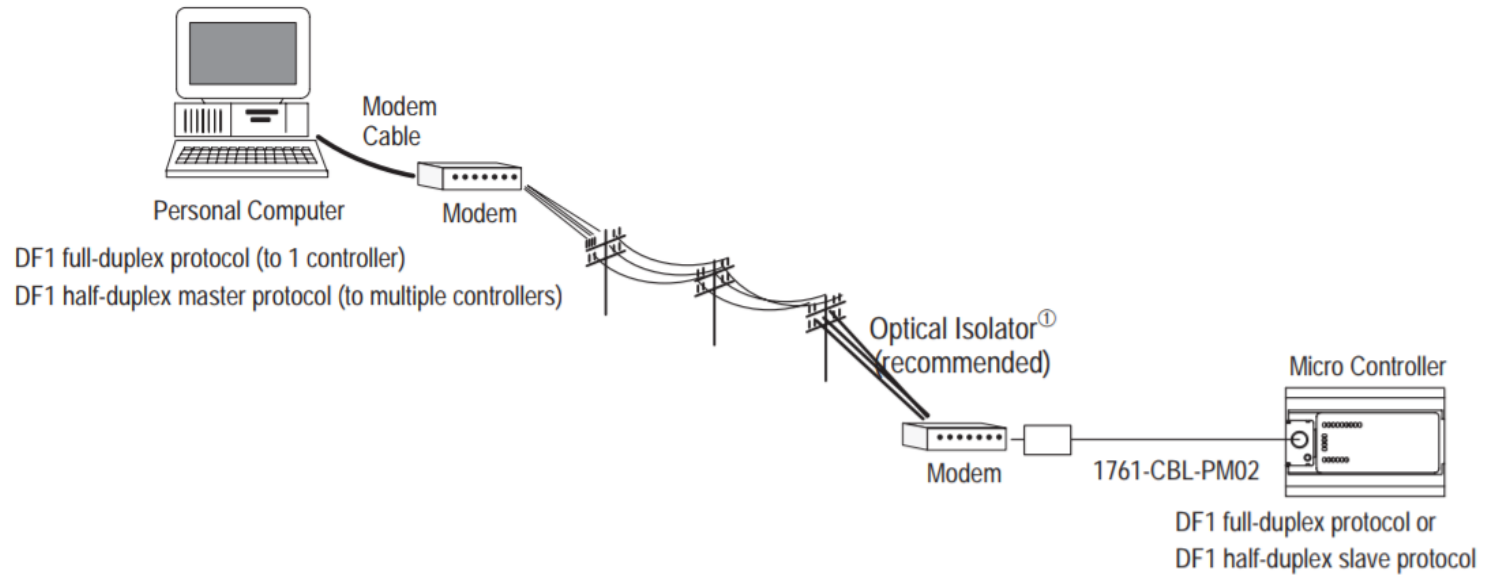 Modem
Cable
Personal Computer
Modem
DF1 full-duplex protocol (to 1 controller)
DF1 half-duplex master protocol (to multiple controllers)
Optical Isolator①
(recommended)
Micro Controller
Modem
1761-CBL-PM02
DF1 full-duplex protocol or
DF1 half-duplex slave protocol